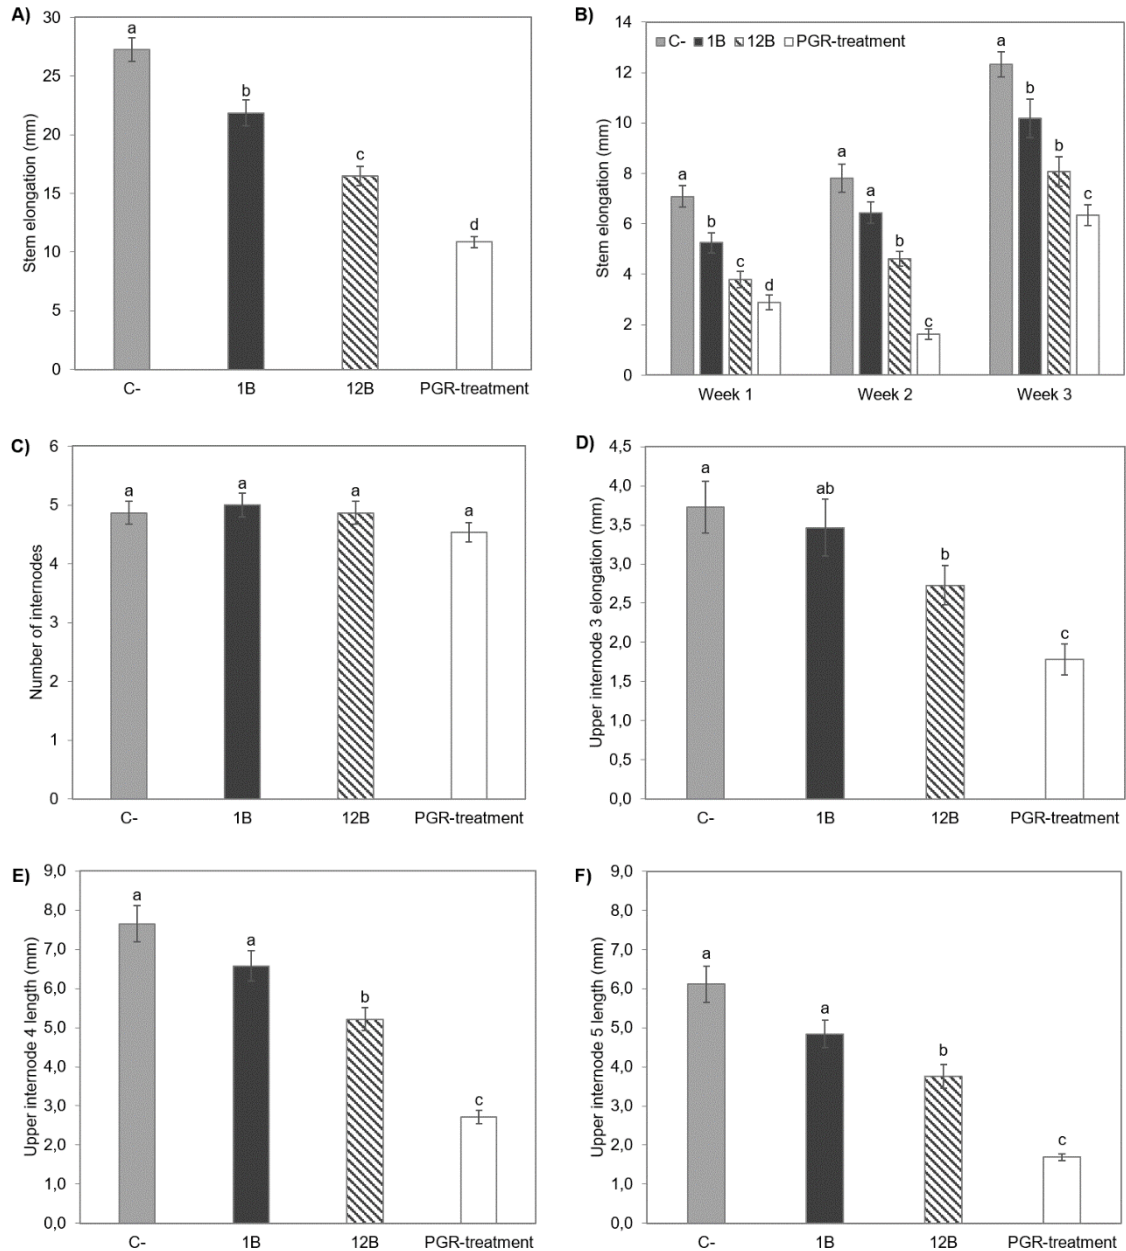 A)
Stem elongation (mm)
30
25
20
15
10
5
0
a
b
c
d
C- 1B 12B PGR-treatment
B)
Stem elongation (mm)
14
12
10
8
6
4
2
0
C- 1B 12B PGR-treatment
a b c d
a a b c
a b b c
Week 1 Week 2 Week 3
C)
Number of internodes
6
5
4
3
2
1
0
a a a a
C- 1B 12B PGR-treatment
D)
Upper internode 3 elongation (mm)
4,5
4,0
3,5
3,0
2,5
2,0
1,5
1,0
0,5
0,0
a ab b c
C- 1B 12B PGR-treatment
E)
Upper internode 4 length (mm)
9,0
8,0
7,0
6,0
5,0
4,0
3,0
2,0
1,0
0,0
a a b c
C- 1B 12B PGR-treatment
F)
Upper internode 5 length (mm)
9,0
8,0
7,0
6,0
5,0
4,0
3,0
2,0
1,0
0,0
a a b c
C- 1B 12B PGR-treatment